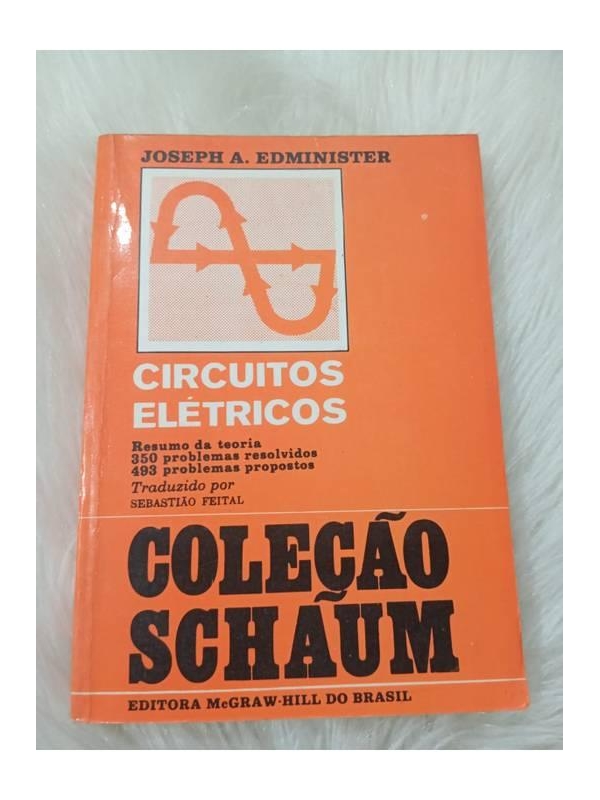 JOSEPH A. EDMINISTER
CIRCUITOS
ELÉTRICOS
Resumo da teoria
350 problemas resolvidos
493 problemas propostos
Traduzido por
SEBASTIÃO FEITAL
COLEÇÃO
SCHAUM
EDITORA McGRAW-HILL DO BRASIL